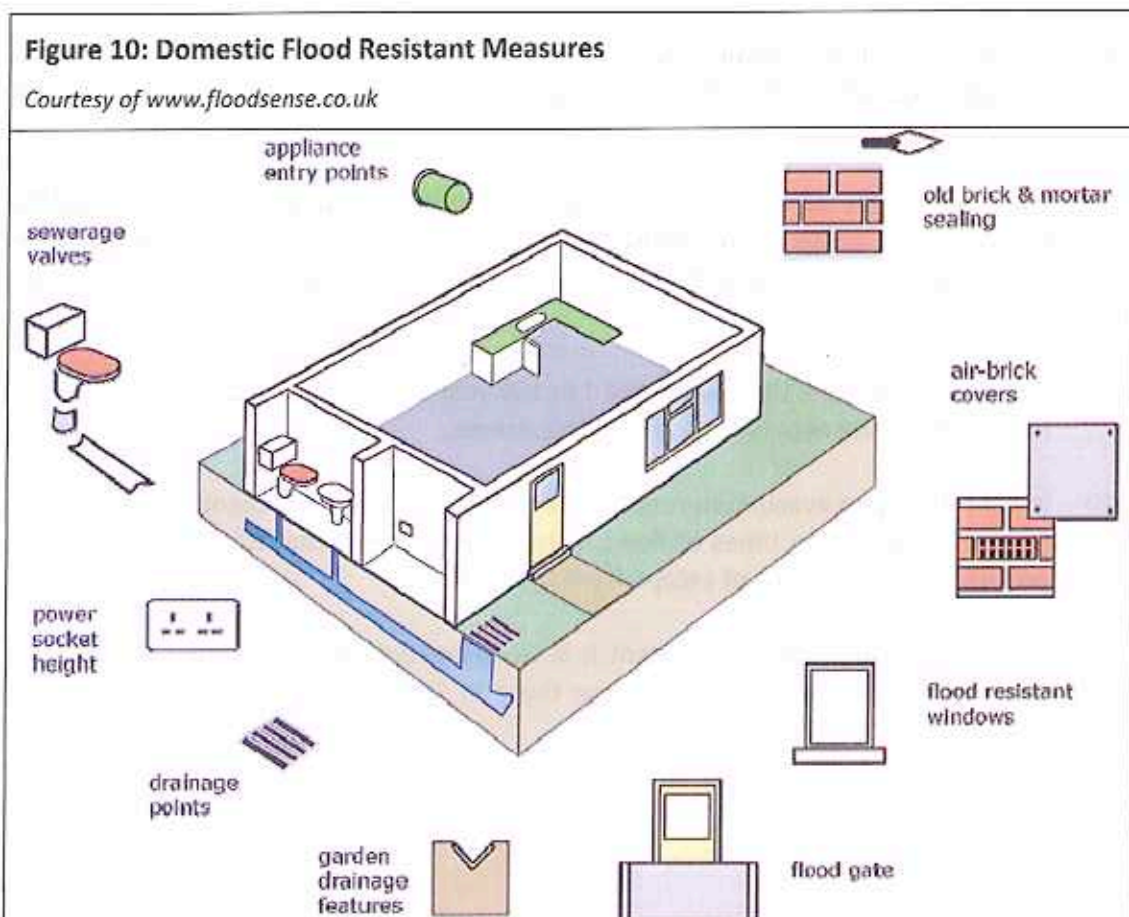 Figure 10: Domestic Flood Resistant Measures
Courtesy of www.floodsense.co.uk
appliance
entry points
old brick & mortar
sealing
sewerage
valves
air-brick
covers
power
socket
height
flood resistant
windows
drainage
points
garden
drainage
features
flood gate